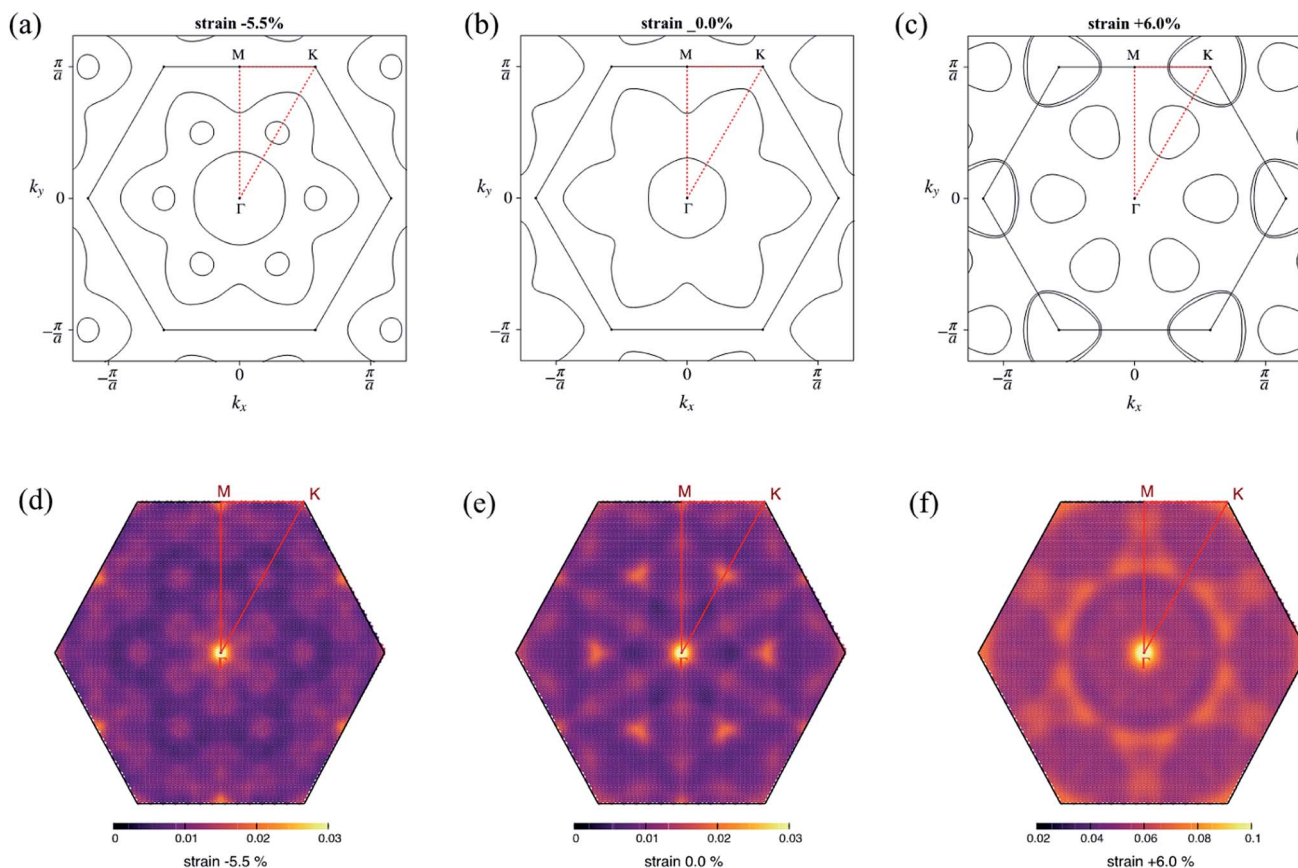 (a) strain -5.5%
(b) strain _0.0%
(c) strain +6.0%
π/a M K
π/a M K
π/a M K
k_y 0 Γ
k_y 0 Γ
k_y 0 Γ
-π/a
-π/a
-π/a
-π/a 0 π/a
-π/a 0 π/a
-π/a 0 π/a
k_x
k_x
k_x
(d) M K
(e) M K
(f) M K
Γ
Γ
Γ
0 0.01 0.02 0.03
0 0.01 0.02 0.03
0.02 0.04 0.06 0.08 0.1
strain -5.5 %
strain 0.0 %
strain +6.0 %